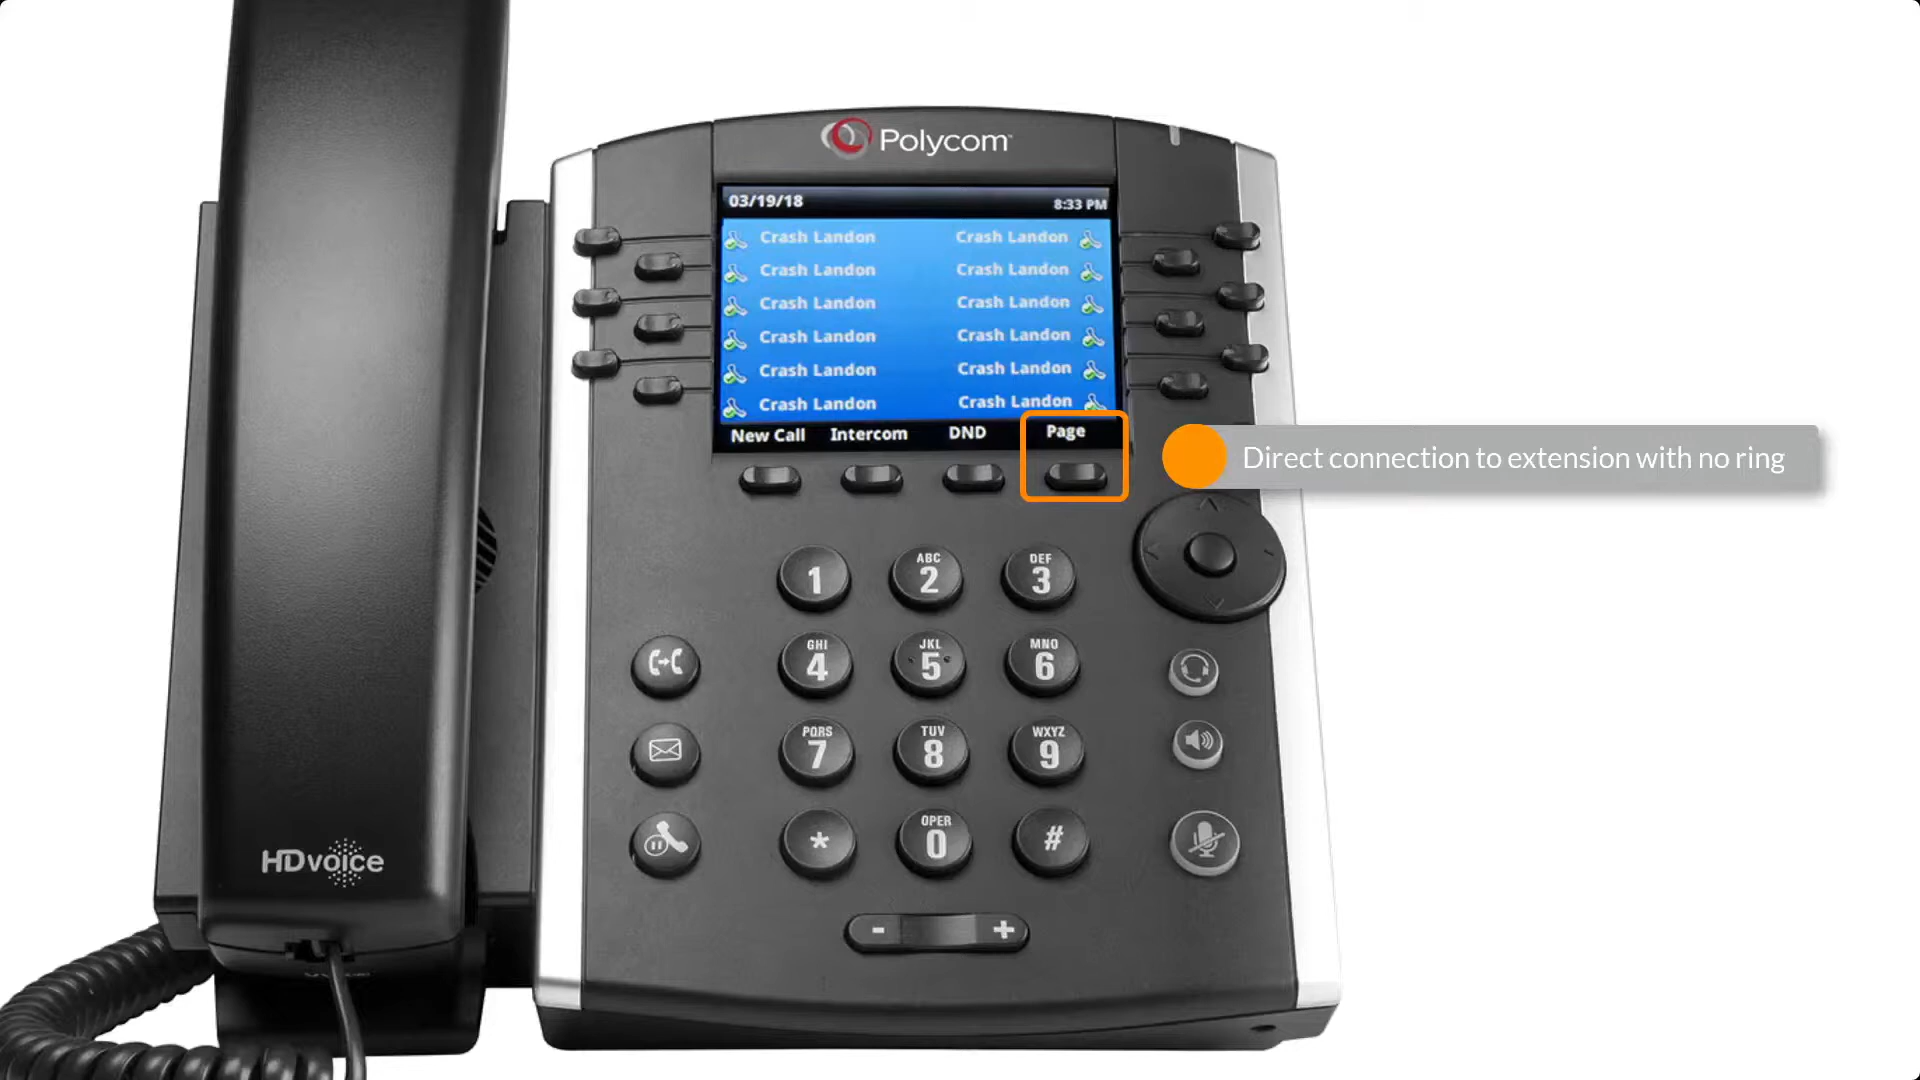 Polycom
03/19/18 8:33 PM
Crash Landon Crash Landon
Crash Landon Crash Landon
Crash Landon Crash Landon
Crash Landon Crash Landon
Crash Landon Crash Landon
Crash Landon Crash Landon
New Call Intercom DND Page
Direct connection to extension with no ring
1 ABC 2 DEF 3
GHI 4 JKL 5 MNO 6
PQRS 7 TUV 8 WXYZ 9
* OPER 0 #
HDvoice
- +